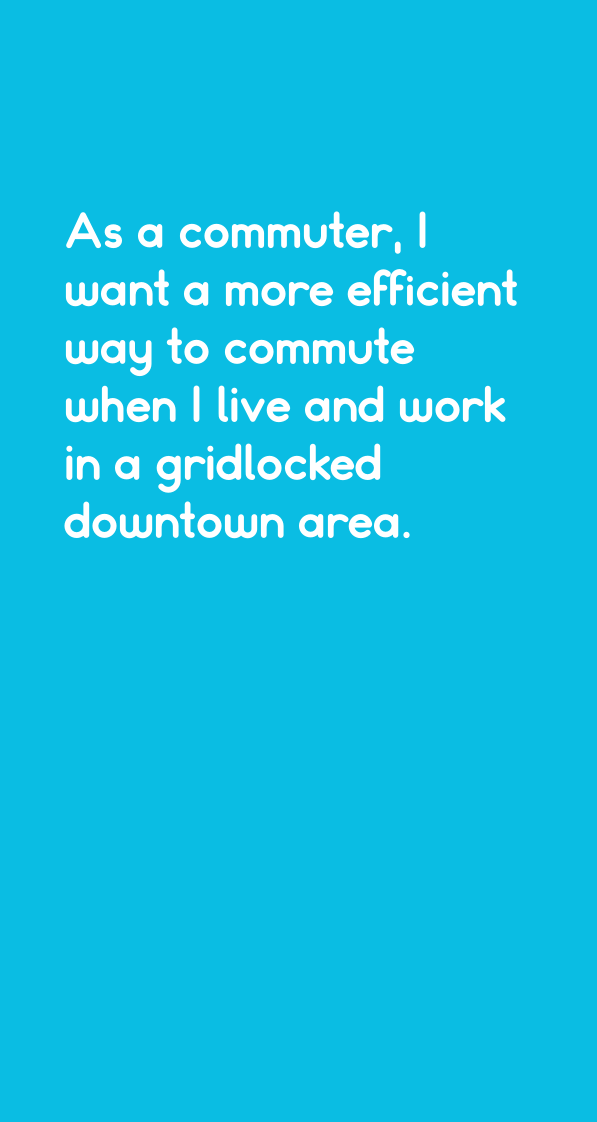 As a commuter, I
want a more efficient
way to commute
when I live and work
in a gridlocked
downtown area.